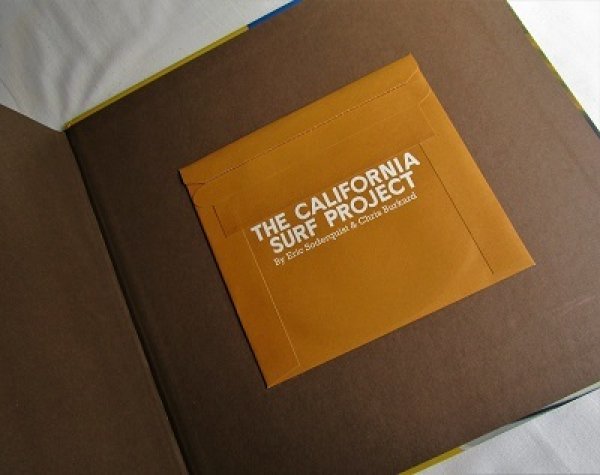 THE CALIFORNIA
SURF PROJECT
By Eric Soderquist & Chris Burkard